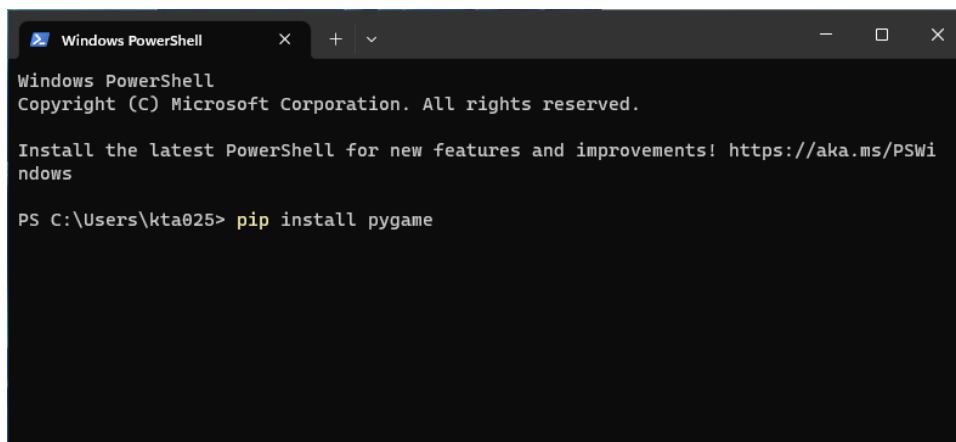 Windows PowerShell
Windows PowerShell
Copyright (C) Microsoft Corporation. All rights reserved.
Install the latest PowerShell for new features and improvements! https://aka.ms/PSWi
ndows
PS C:\Users\kta025> pip install pygame